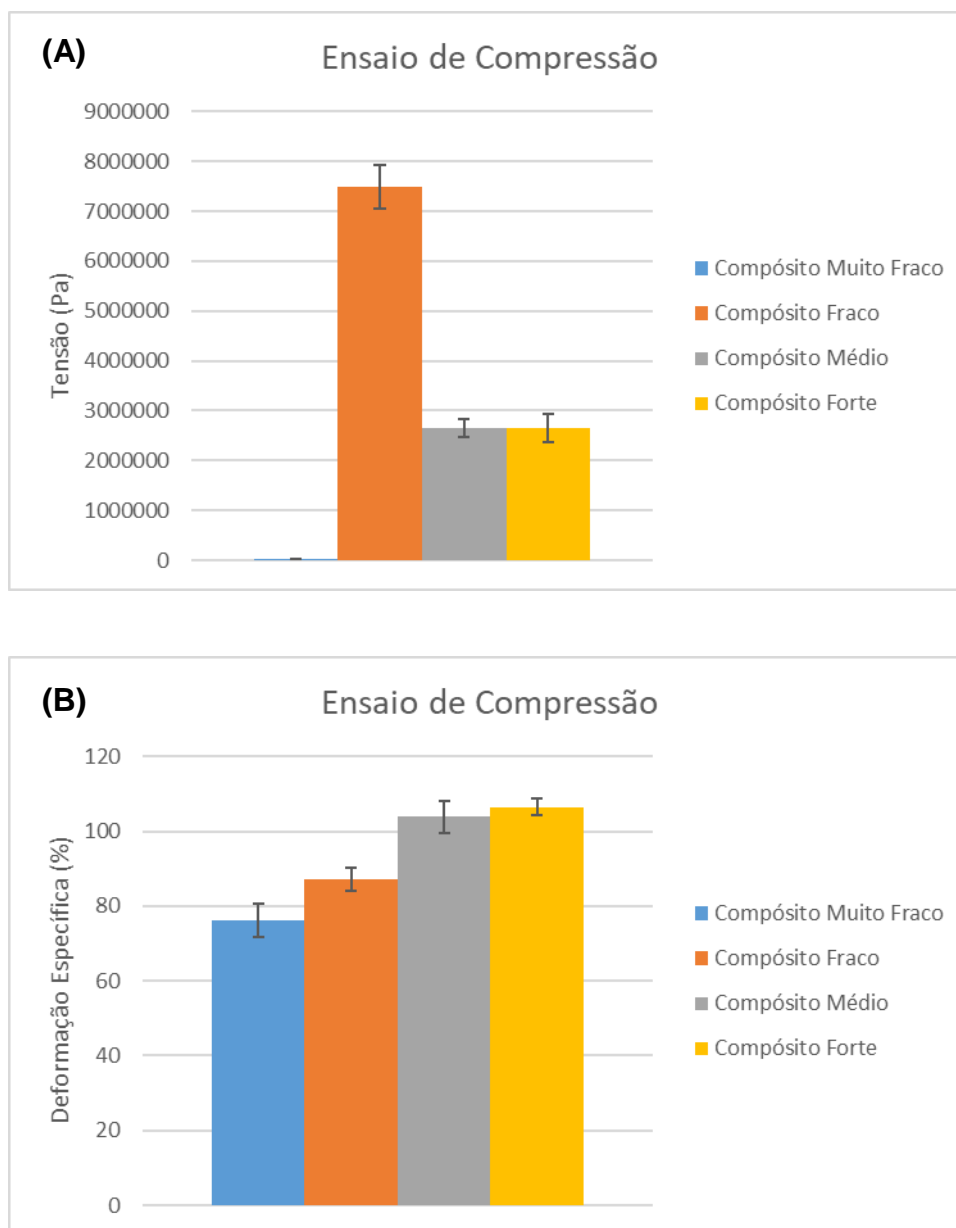 (A)
Ensaio de Compressão
9000000
8000000
7000000
6000000
5000000
4000000
3000000
2000000
1000000
0
Tensão (Pa)
Compósito Muito Fraco
Compósito Fraco
Compósito Médio
Compósito Forte
(B)
Ensaio de Compressão
120
100
80
60
40
20
0
Deformação Específica (%)
Compósito Muito Fraco
Compósito Fraco
Compósito Médio
Compósito Forte